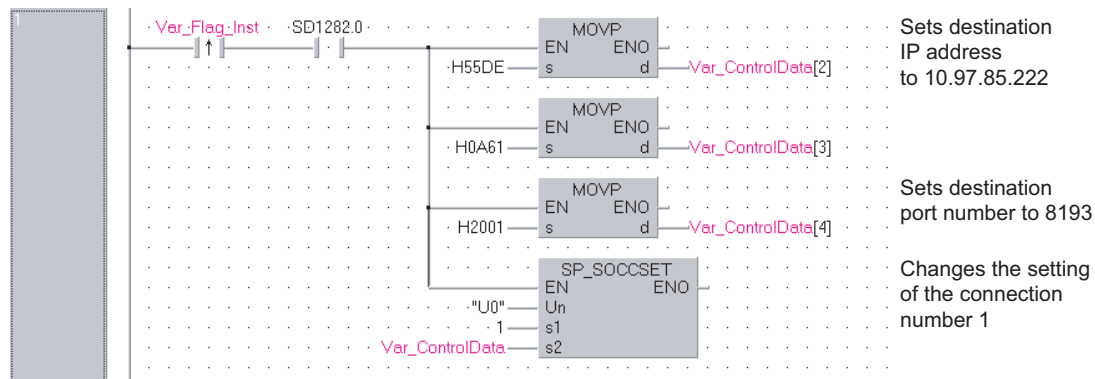 1
Var_Flag_Inst SD1282.0
MOVP
EN ENO
H55DE s d Var_ControlData[2]
Sets destination
IP address
to 10.97.85.222
MOVP
EN ENO
H0A61 s d Var_ControlData[3]
MOVP
EN ENO
H2001 s d Var_ControlData[4]
Sets destination
port number to 8193
SP_SOCCSET
EN ENO
"U0" Un
1 s1
Var_ControlData s2
Changes the setting
of the connection
number 1